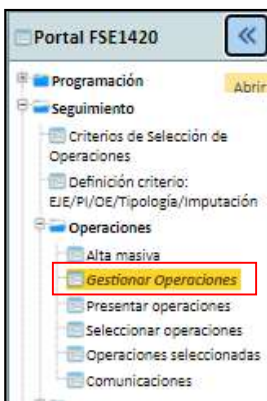 Portal FSE1420
Programación
Abrir
Seguimiento
Criterios de Selección de
Operaciones
Definición criterio:
EJE/PI/OE/Tipología/Imputación
Operaciones
Alta masiva
Gestionar Operaciones
Presentar operaciones
Seleccionar operaciones
Operaciones seleccionadas
Comunicaciones